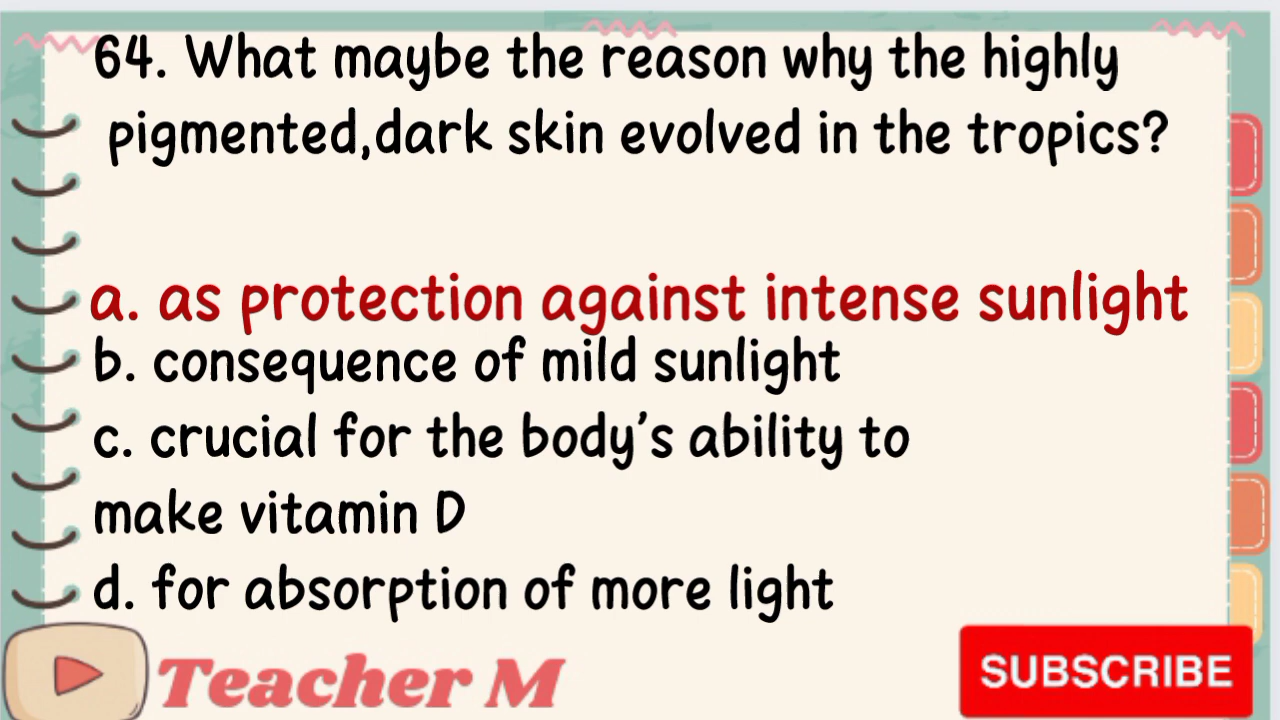 64. What maybe the reason why the highly
pigmented,dark skin evolved in the tropics?
a. as protection against intense sunlight
b. consequence of mild sunlight
c. crucial for the body's ability to
make vitamin D
d. for absorption of more light
Teacher M
SUBSCRIBE